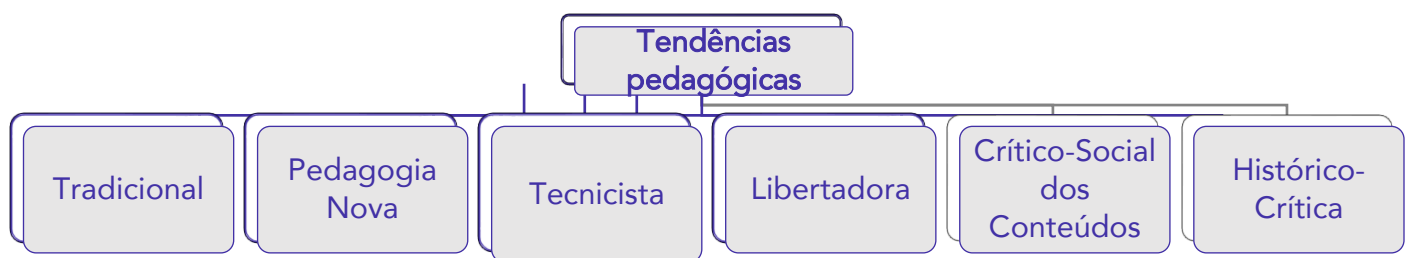 Tendências
pedagógicas
Tradicional
Pedagogia
Nova
Tecnicista
Libertadora
Crítico-Social
dos
Conteúdos
Histórico-
Crítica